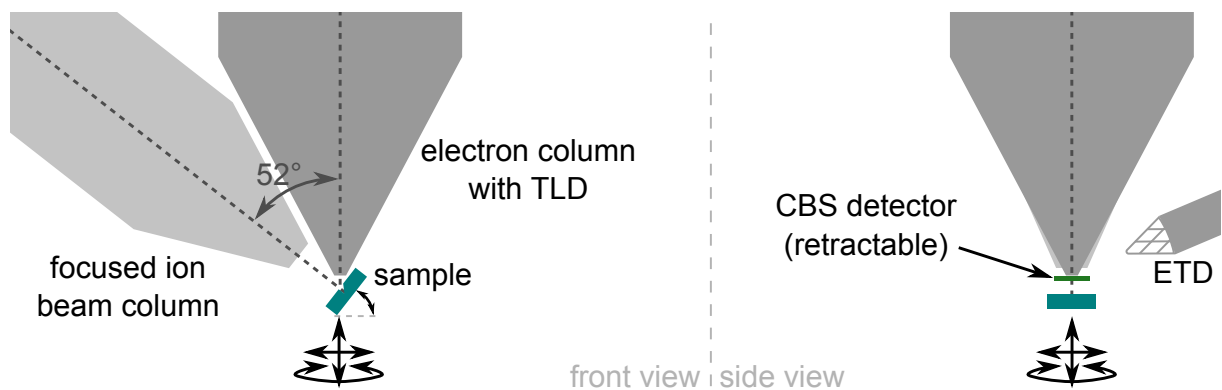 52°
electron column
with TLD
focused ion
beam column
sample
front view
CBS detector
(retractable)
ETD
side view